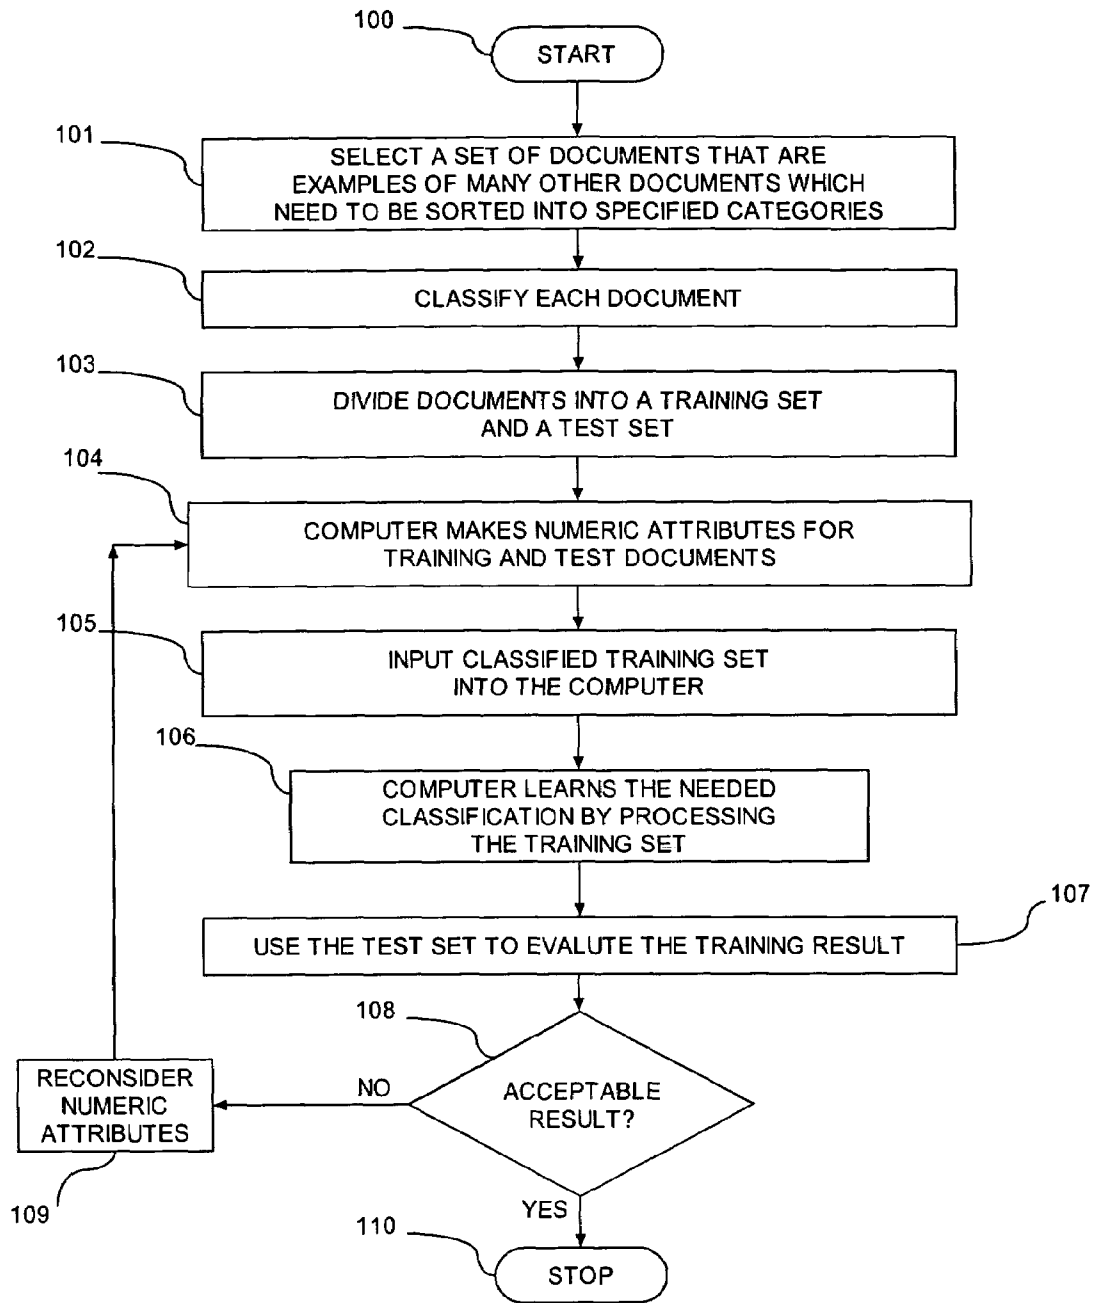 100
START
101
SELECT A SET OF DOCUMENTS THAT ARE
EXAMPLES OF MANY OTHER DOCUMENTS WHICH
NEED TO BE SORTED INTO SPECIFIED CATEGORIES
102
CLASSIFY EACH DOCUMENT
103
DIVIDE DOCUMENTS INTO A TRAINING SET
AND A TEST SET
104
COMPUTER MAKES NUMERIC ATTRIBUTES FOR
TRAINING AND TEST DOCUMENTS
105
INPUT CLASSIFIED TRAINING SET
INTO THE COMPUTER
106
COMPUTER LEARNS THE NEEDED
CLASSIFICATION BY PROCESSING
THE TRAINING SET
107
USE THE TEST SET TO EVALUTE THE TRAINING RESULT
108
ACCEPTABLE
RESULT?
NO
RECONSIDER
NUMERIC
ATTRIBUTES
109
YES
110
STOP